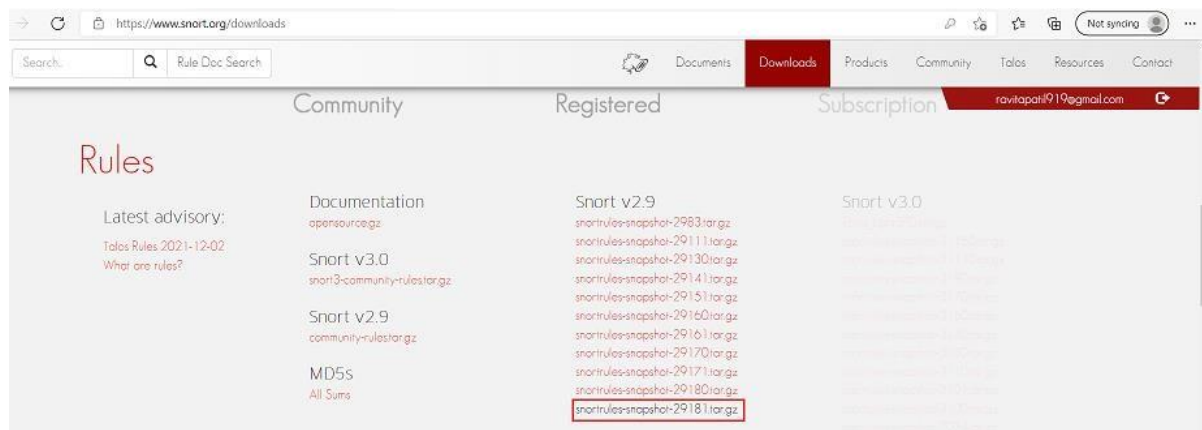 https://www.snort.org/downloads
Not syncing
Search..
Rule Doc Search
Documents
Downloads
Products
Community
Talos
Resources
Contact
Community
Registered
Subscription
ravitapatil919@gmail.com
Rules
Latest advisory:
Talos Rules 2021-12-02
What are rules?
Documentation
opensource.gz
Snort v3.0
snort3-community-rules.tar.gz
Snort v2.9
community-rules.tar.gz
MD5s
All Sums
Snort v2.9
snortrules-snapshot-2983.tar.gz
snortrules-snapshot-29111.tar.gz
snortrules-snapshot-29130.tar.gz
snortrules-snapshot-29141.tar.gz
snortrules-snapshot-29151.tar.gz
snortrules-snapshot-29160.tar.gz
snortrules-snapshot-29161.tar.gz
snortrules-snapshot-29170.tar.gz
snortrules-snapshot-29171.tar.gz
snortrules-snapshot-29180.tar.gz
snortrules-snapshot-29181.tar.gz
Snort v3.0